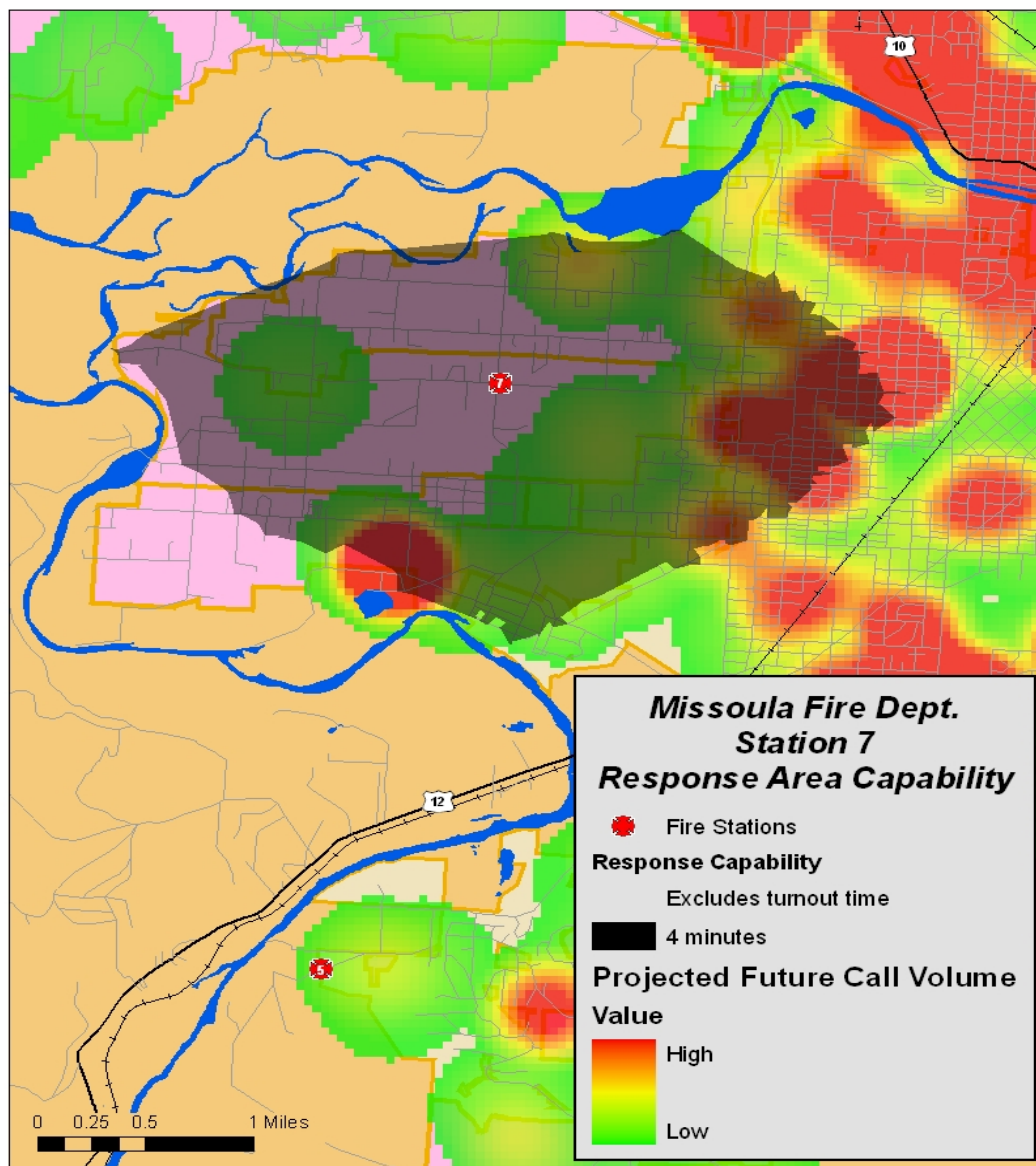 10
7
12
5
Missoula Fire Dept.
Station 7
Response Area Capability
Fire Stations
Response Capability
Excludes turnout time
4 minutes
Projected Future Call Volume
Value
High
Low
0 0.25 0.5 1 Miles